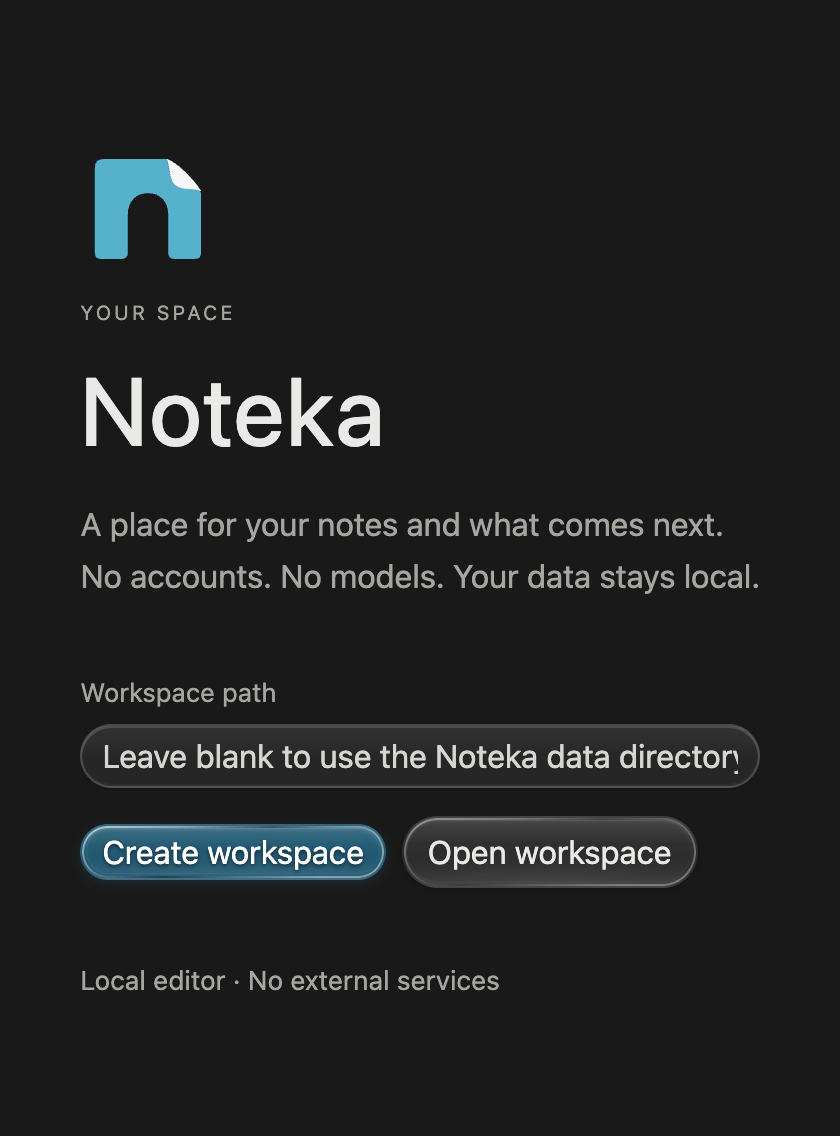 YOUR SPACE
Noteka
A place for your notes and what comes next.
No accounts. No models. Your data stays local.
Workspace path
Leave blank to use the Noteka data directory
Create workspace
Open workspace
Local editor · No external services